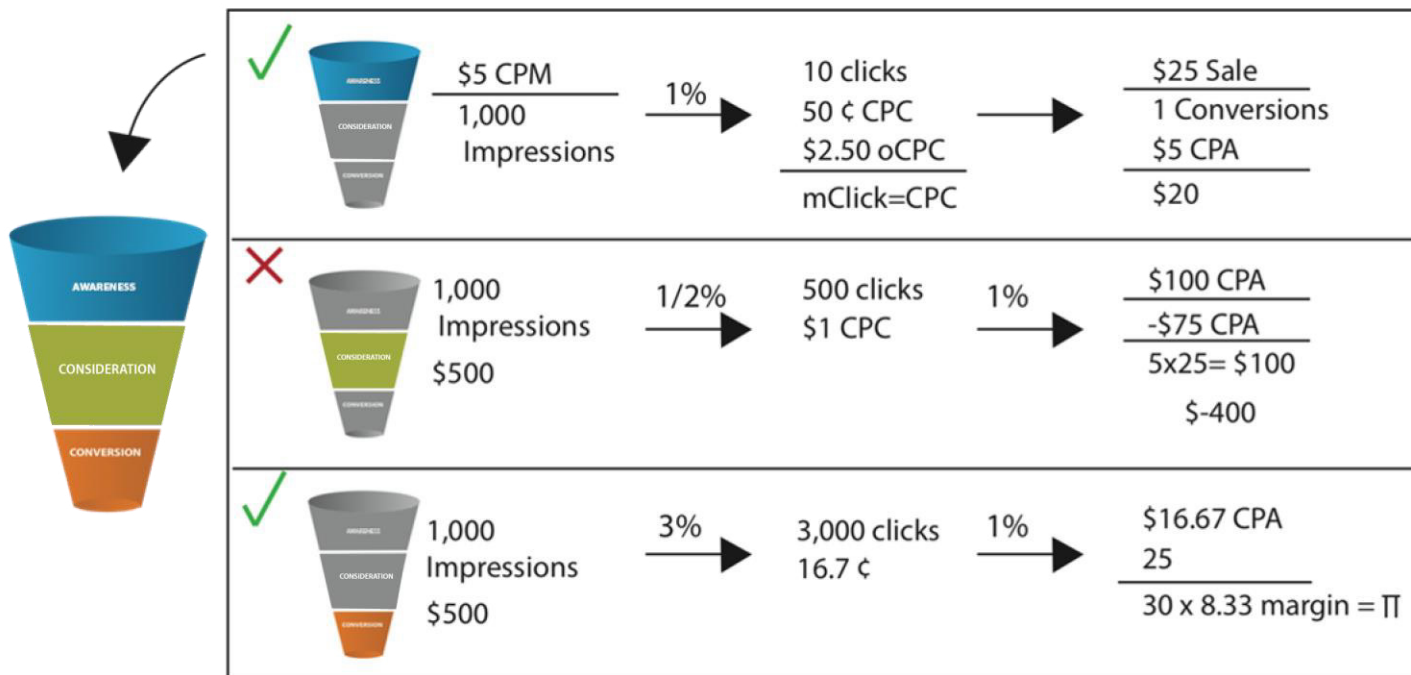 AWARENESS
CONSIDERATION
CONVERSION
AWARENESS
CONSIDERATION
CONVERSION
$5 CPM
1,000
Impressions
1%
10 clicks
50 ¢ CPC
$2.50 oCPC
mClick=CPC
$25 Sale
1 Conversions
$5 CPA
$20
AWARENESS
CONSIDERATION
CONVERSION
1,000
Impressions
$500
1/2%
500 clicks
$1 CPC
1%
$100 CPA
-$75 CPA
5x25= $100
$-400
AWARENESS
CONSIDERATION
CONVERSION
1,000
Impressions
$500
3%
3,000 clicks
16.7 ¢
1%
$16.67 CPA
25
30 x 8.33 margin = ∏